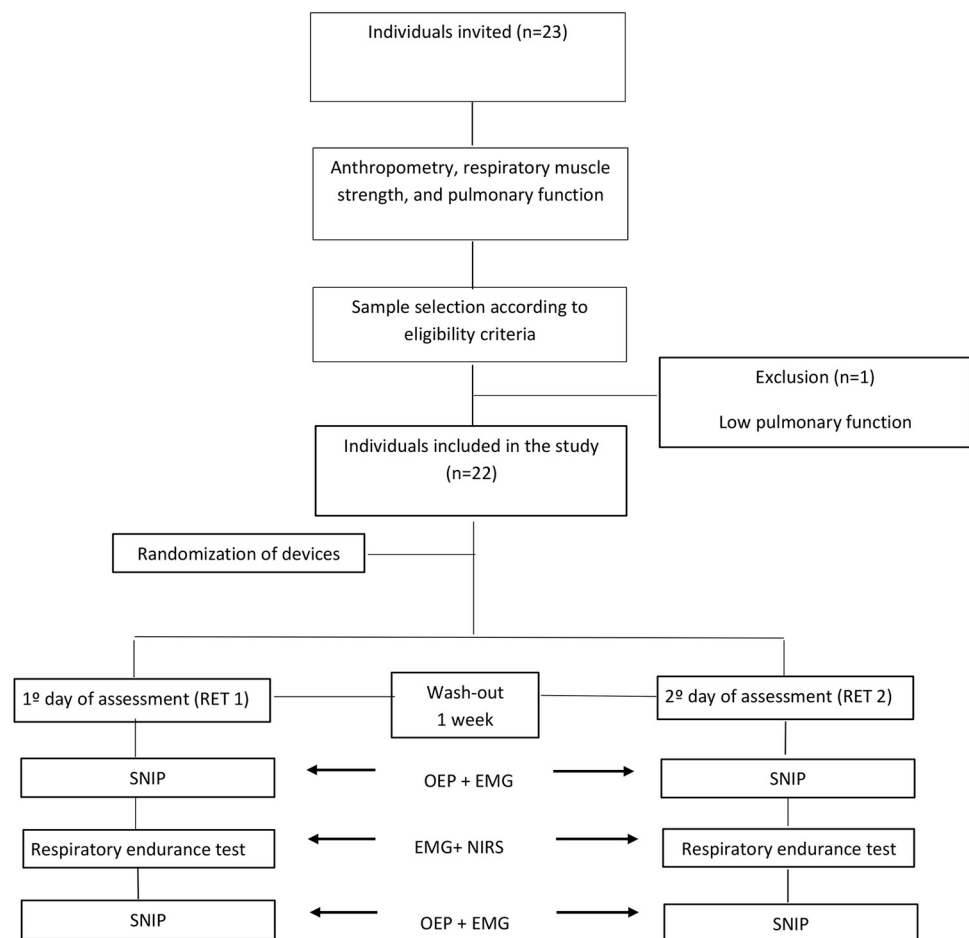 Individuals invited (n=23)
Anthropometry, respiratory muscle
strength, and pulmonary function
Sample selection according to
eligibility criteria
Exclusion (n=1)
Low pulmonary function
Individuals included in the study
(n=22)
Randomization of devices
1º day of assessment (RET 1)
Wash-out
1 week
2º day of assessment (RET 2)
SNIP
OEP + EMG
SNIP
Respiratory endurance test
EMG+ NIRS
Respiratory endurance test
SNIP
OEP + EMG
SNIP